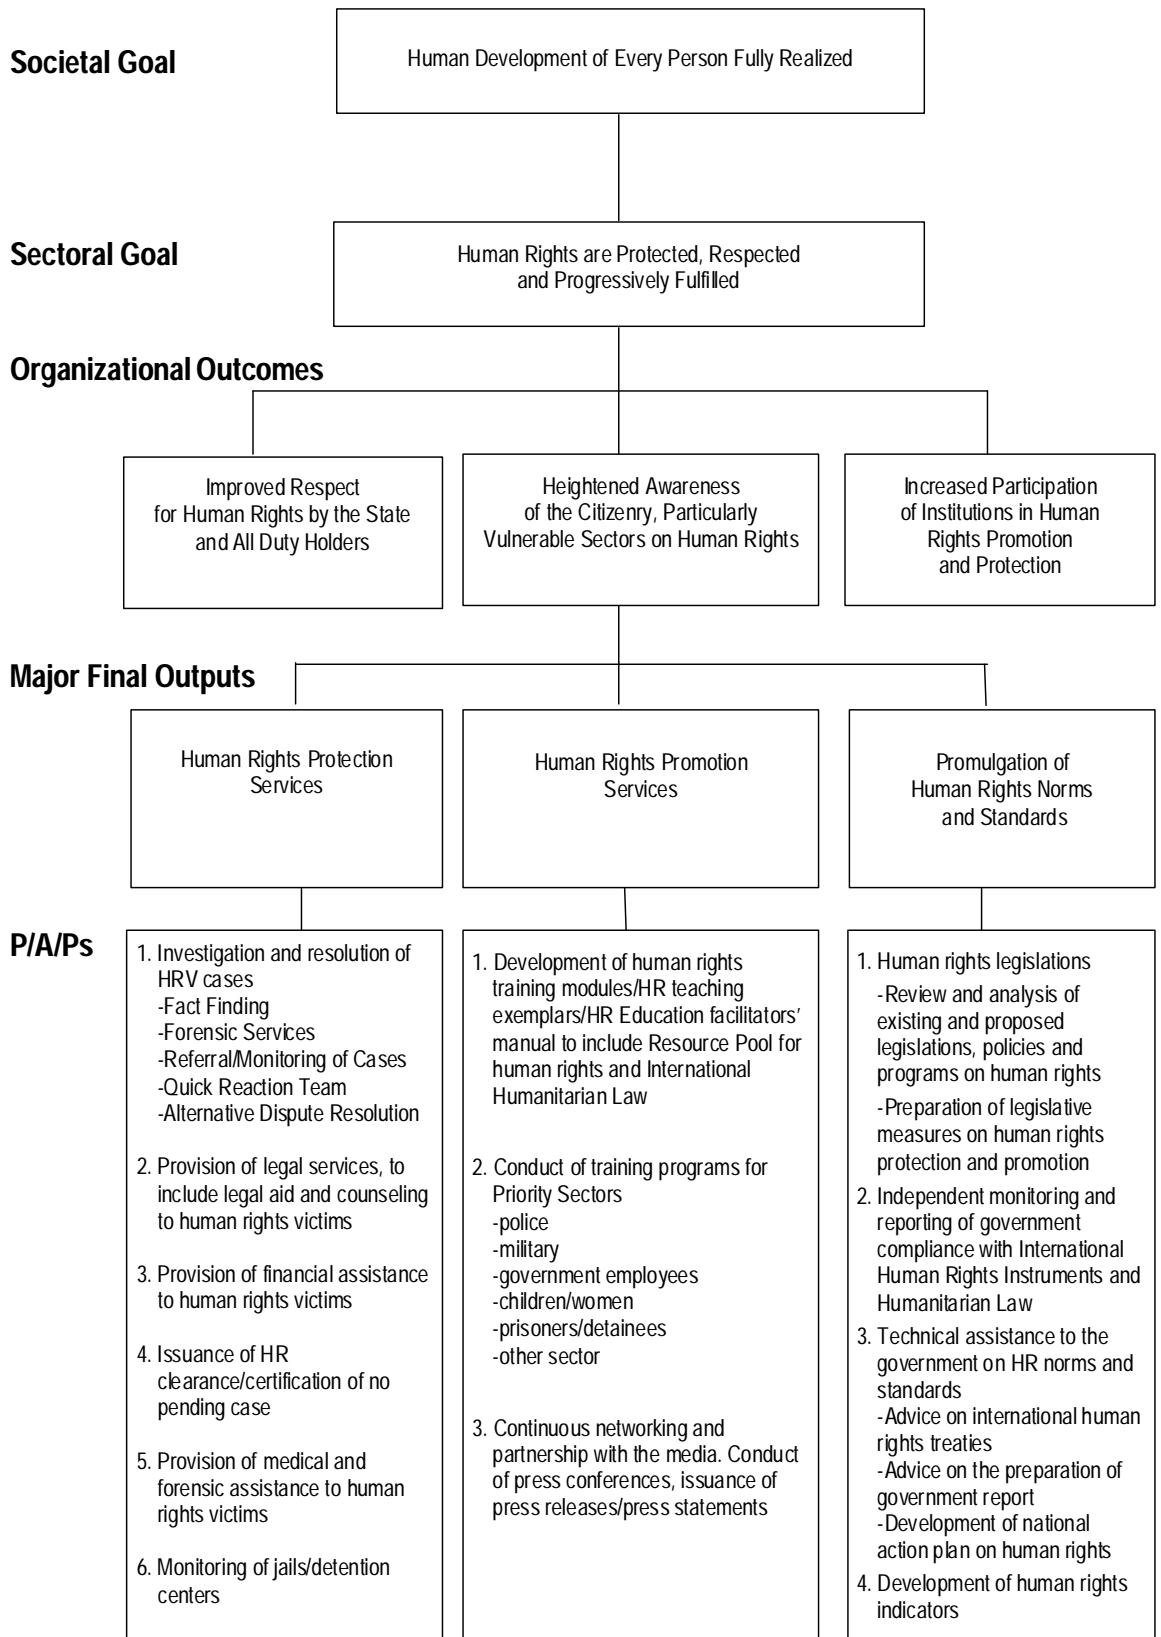 Societal Goal
Human Development of Every Person Fully Realized
Sectoral Goal
Human Rights are Protected, Respected
and Progressively Fulfilled
Organizational Outcomes
Improved Respect
for Human Rights by the State
and All Duty Holders
Heightened Awareness
of the Citizenry, Particularly
Vulnerable Sectors on Human Rights
Increased Participation
of Institutions in Human
Rights Promotion
and Protection
Major Final Outputs
Human Rights Protection
Services
Human Rights Promotion
Services
Promulgation of
Human Rights Norms
and Standards
P/A/Ps
1. Investigation and resolution of
HRV cases
-Fact Finding
-Forensic Services
-Referral/Monitoring of Cases
-Quick Reaction Team
-Alternative Dispute Resolution
2. Provision of legal services, to
include legal aid and counseling
to human rights victims
3. Provision of financial assistance
to human rights victims
4. Issuance of HR
clearance/certification of no
pending case
5. Provision of medical and
forensic assistance to human
rights victims
6. Monitoring of jails/detention
centers
1. Development of human rights
training modules/HR teaching
exemplars/HR Education facilitators’
manual to include Resource Pool for
human rights and International
Humanitarian Law
2. Conduct of training programs for
Priority Sectors
-police
-military
-government employees
-children/women
-prisoners/detainees
-other sector
3. Continuous networking and
partnership with the media. Conduct
of press conferences, issuance of
press releases/press statements
1. Human rights legislations
-Review and analysis of
existing and proposed
legislations, policies and
programs on human rights
-Preparation of legislative
measures on human rights
protection and promotion
2. Independent monitoring and
reporting of government
compliance with International
Human Rights Instruments and
Humanitarian Law
3. Technical assistance to the
government on HR norms and
standards
-Advice on international human
rights treaties
-Advice on the preparation of
government report
-Development of national
action plan on human rights
4. Development of human rights
indicators